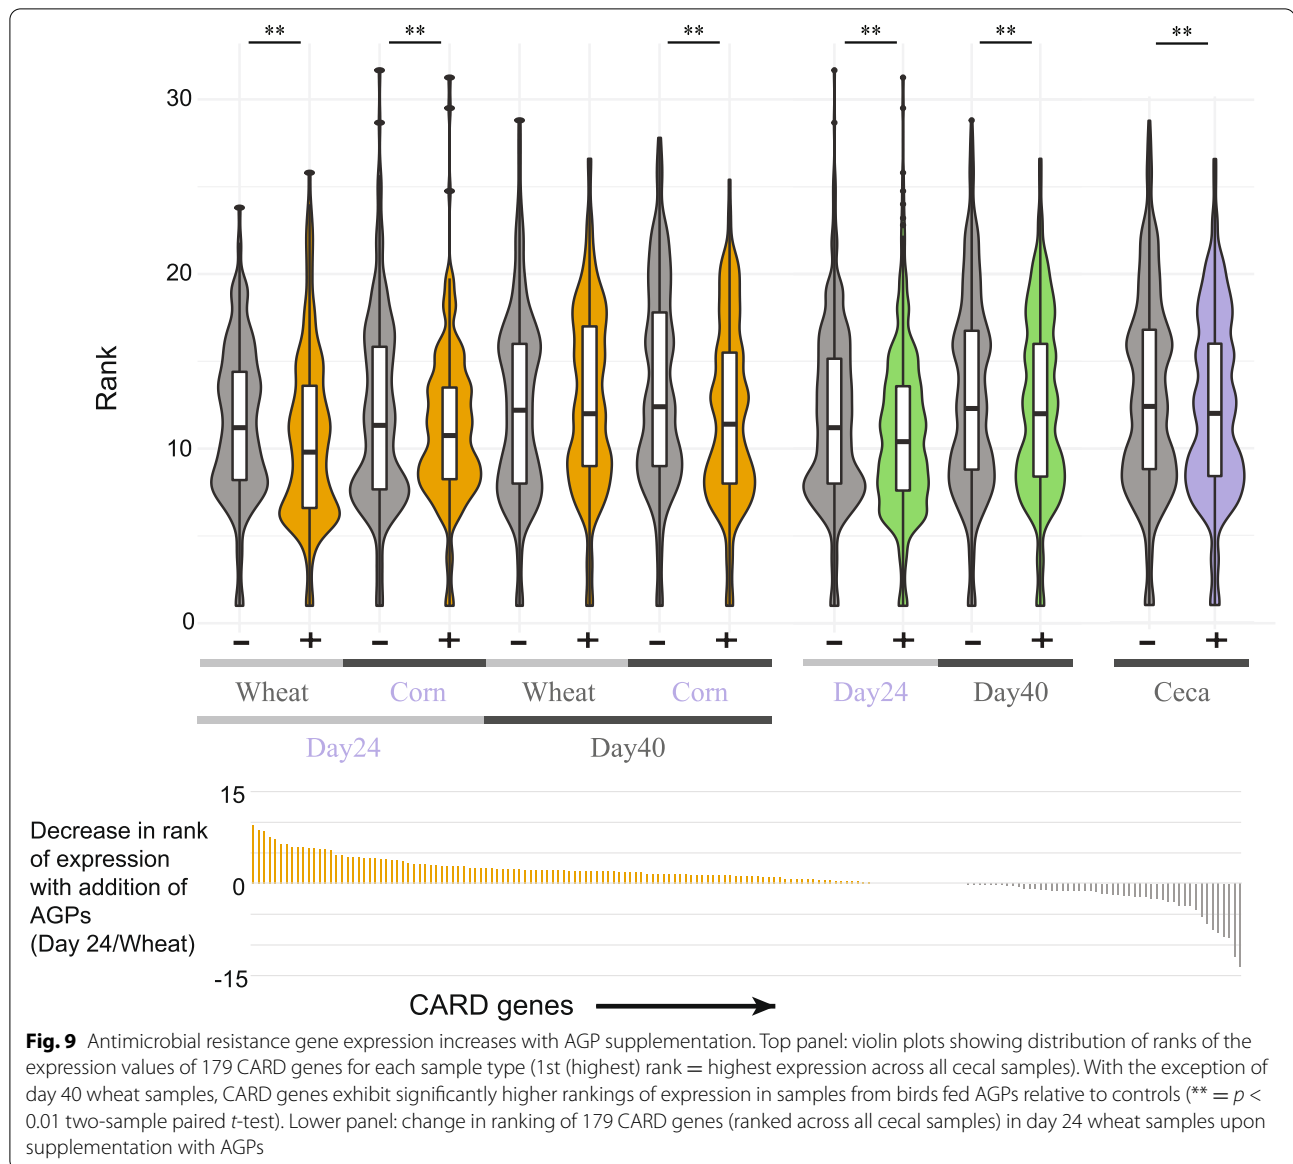 ** ** ** ** ** **
30
20
Rank
10
0
− + − + − + − + − + − + − +
Wheat Corn Wheat Corn Day24 Day40 Ceca
Day24 Day40
15
Decrease in rank
of expression
with addition of
0
AGPs
(Day 24/Wheat)
-15
CARD genes
Fig. 9 Antimicrobial resistance gene expression increases with AGP supplementation. Top panel: violin plots showing distribution of ranks of the
expression values of 179 CARD genes for each sample type (1st (highest) rank = highest expression across all cecal samples). With the exception of
day 40 wheat samples, CARD genes exhibit significantly higher rankings of expression in samples from birds fed AGPs relative to controls (** = p <
0.01 two-sample paired t-test). Lower panel: change in ranking of 179 CARD genes (ranked across all cecal samples) in day 24 wheat samples upon
supplementation with AGPs